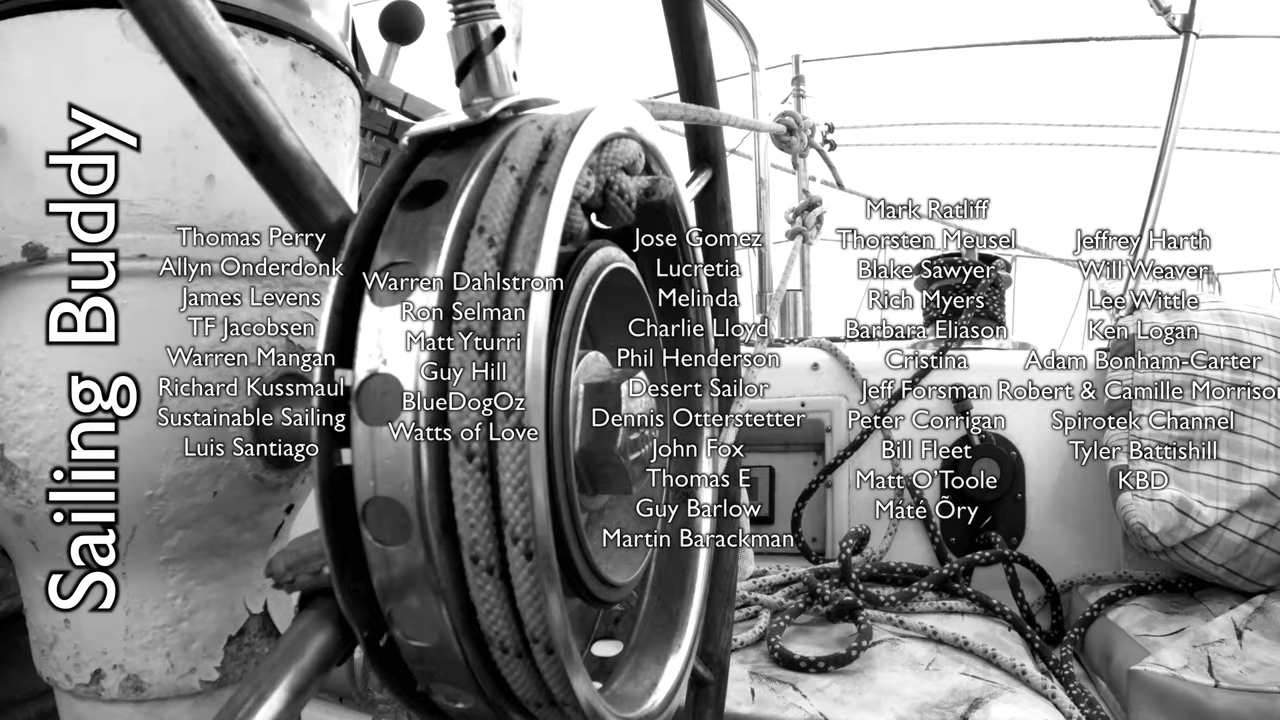 Sailing Buddy
Thomas Perry
Allyn Onderdonk
James Levens
TF Jacobsen
Warren Mangan
Richard Kussmaul
Sustainable Sailing
Luis Santiago
Warren Dahlstrom
Ron Selman
Matt Yturri
Guy Hill
BlueDogOz
Watts of Love
Jose Gomez
Lucretia
Melinda
Charlie Lloyd
Phil Henderson
Desert Sailor
Dennis Otterstetter
John Fox
Thomas E
Guy Barlow
Martin Barackman
Mark Ratliff
Thorsten Meusel
Blake Sawyer
Rich Myers
Barbara Eliason
Cristina
Jeff Forsman
Peter Corrigan
Bill Fleet
Matt O'Toole
Máté Õry
Jeffrey Harth
Will Weaver
Lee Wittle
Ken Logan
Adam Bonham-Carter
Robert & Camille Morrison
Spirotek Channel
Tyler Battishill
KBD